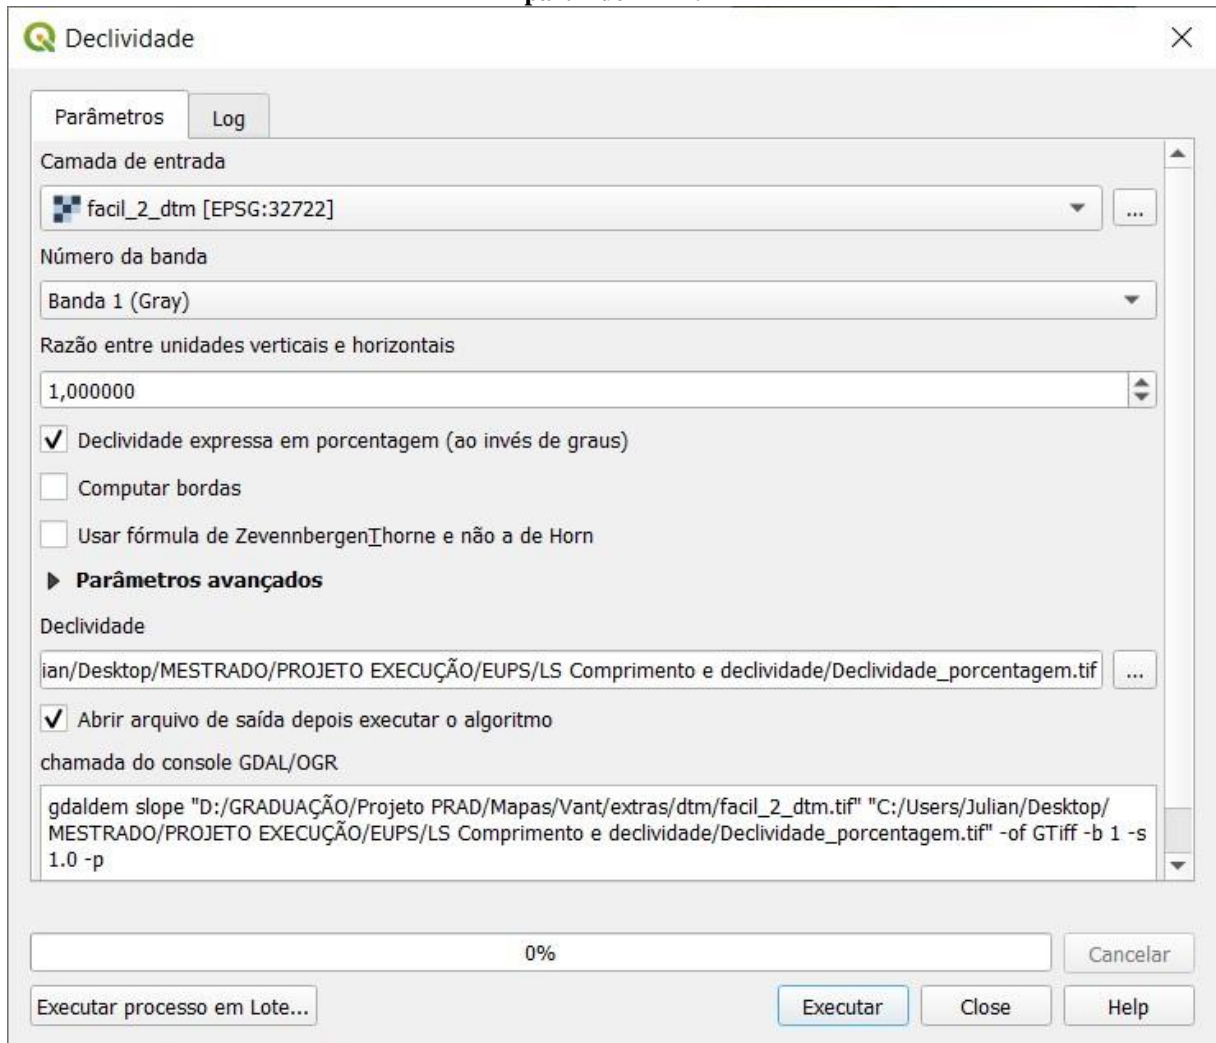 Declividade
Parâmetros
Log
Camada de entrada
facil_2_dtm [EPSG:32722]
...
Número da banda
Banda 1 (Gray)
Razão entre unidades verticais e horizontais
1,000000
Declividade expressa em porcentagem (ao invés de graus)
Computar bordas
Usar fórmula de ZevennbergenThorne e não a de Horn
Parâmetros avançados
Declividade
ian/Desktop/MESTRADO/PROJETO EXECUÇÃO/EUPS/LS Comprimento e declividade/Declividade_porcentagem.tif
...
Abrir arquivo de saída depois executar o algoritmo
chamada do console GDAL/OGR
gdaldem slope "D:/GRADUAÇÃO/Projeto PRAD/Mapas/Vant/extras/dtm/facil_2_dtm.tif" "C:/Users/Julian/Desktop/
MESTRADO/PROJETO EXECUÇÃO/EUPS/LS Comprimento e declividade/Declividade_porcentagem.tif" -of GTiff -b 1 -s
1.0 -p
0%
Cancelar
Executar processo em Lote...
Executar
Close
Help